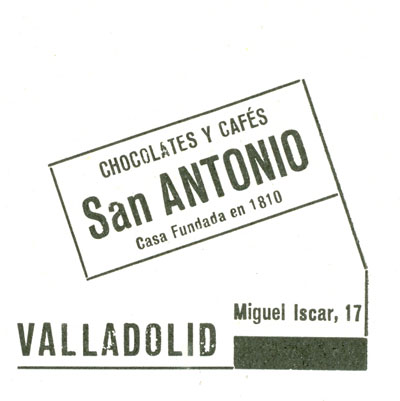 CHOCOLATES Y CAFÉS
San ANTONIO
Casa Fundada en 1810
Miguel Iscar, 17
VALLADOLID